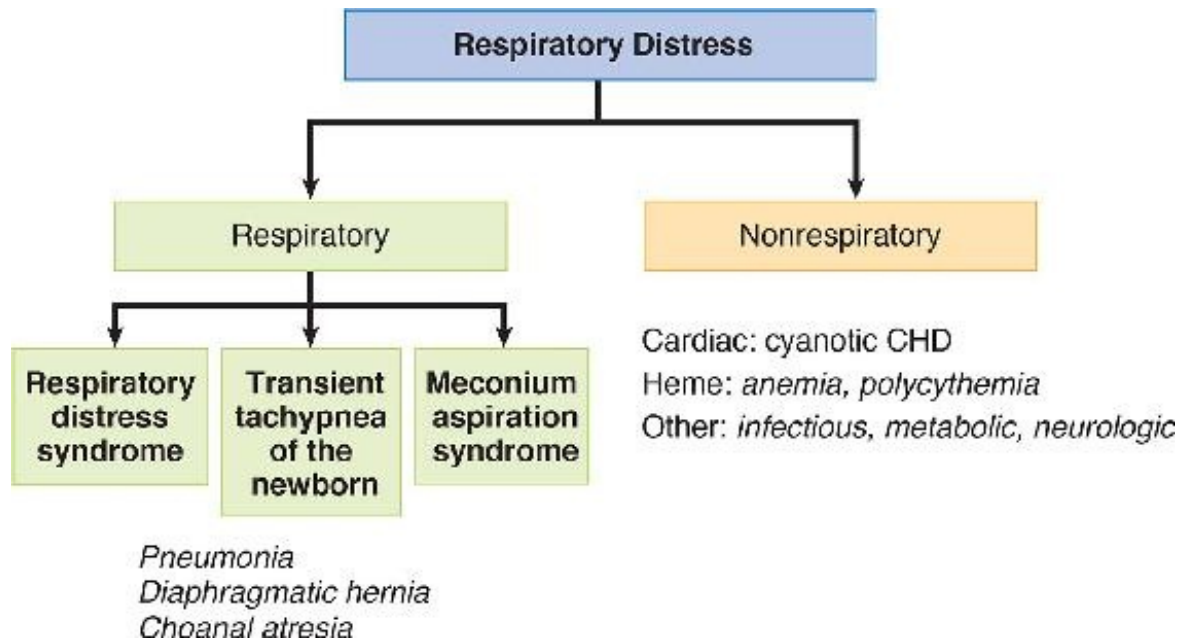 Respiratory Distress
Respiratory
Nonrespiratory
Respiratory
distress
syndrome
Transient
tachypnea
of the
newborn
Meconium
aspiration
syndrome
Cardiac: cyanotic CHD
Heme: anemia, polycythemia
Other: infectious, metabolic, neurologic
Pneumonia
Diaphragmatic hernia
Choanal atresia